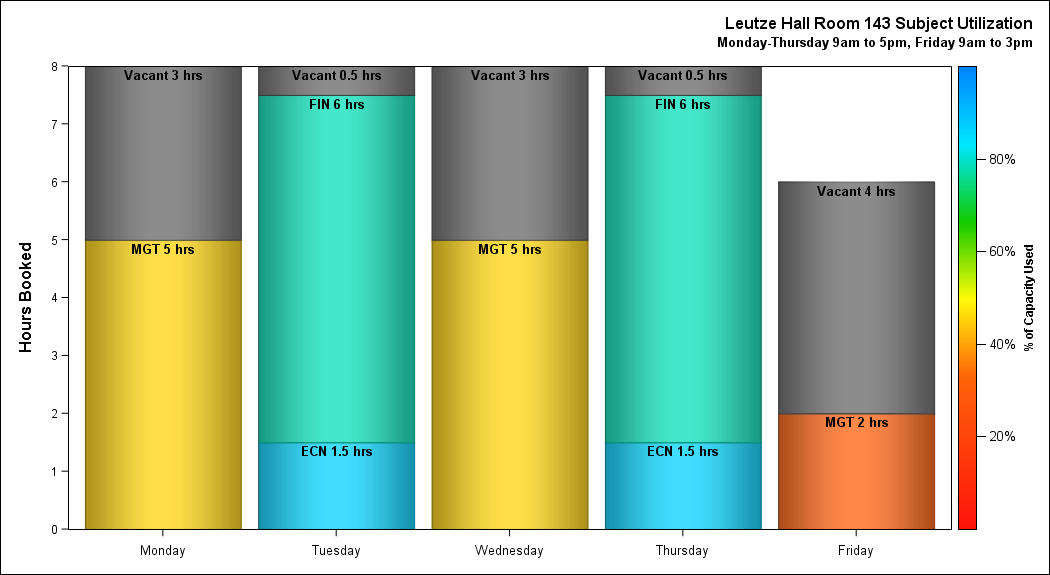 Leutze Hall Room 143 Subject Utilization
Monday-Thursday 9am to 5pm, Friday 9am to 3pm
Hours Booked
8
7
6
5
4
3
2
1
0
Vacant 3 hrs
MGT 5 hrs
Vacant 0.5 hrs
FIN 6 hrs
ECN 1.5 hrs
Vacant 3 hrs
MGT 5 hrs
Vacant 0.5 hrs
FIN 6 hrs
ECN 1.5 hrs
Vacant 4 hrs
MGT 2 hrs
Monday
Tuesday
Wednesday
Thursday
Friday
80%
60%
40%
20%
% of Capacity Used